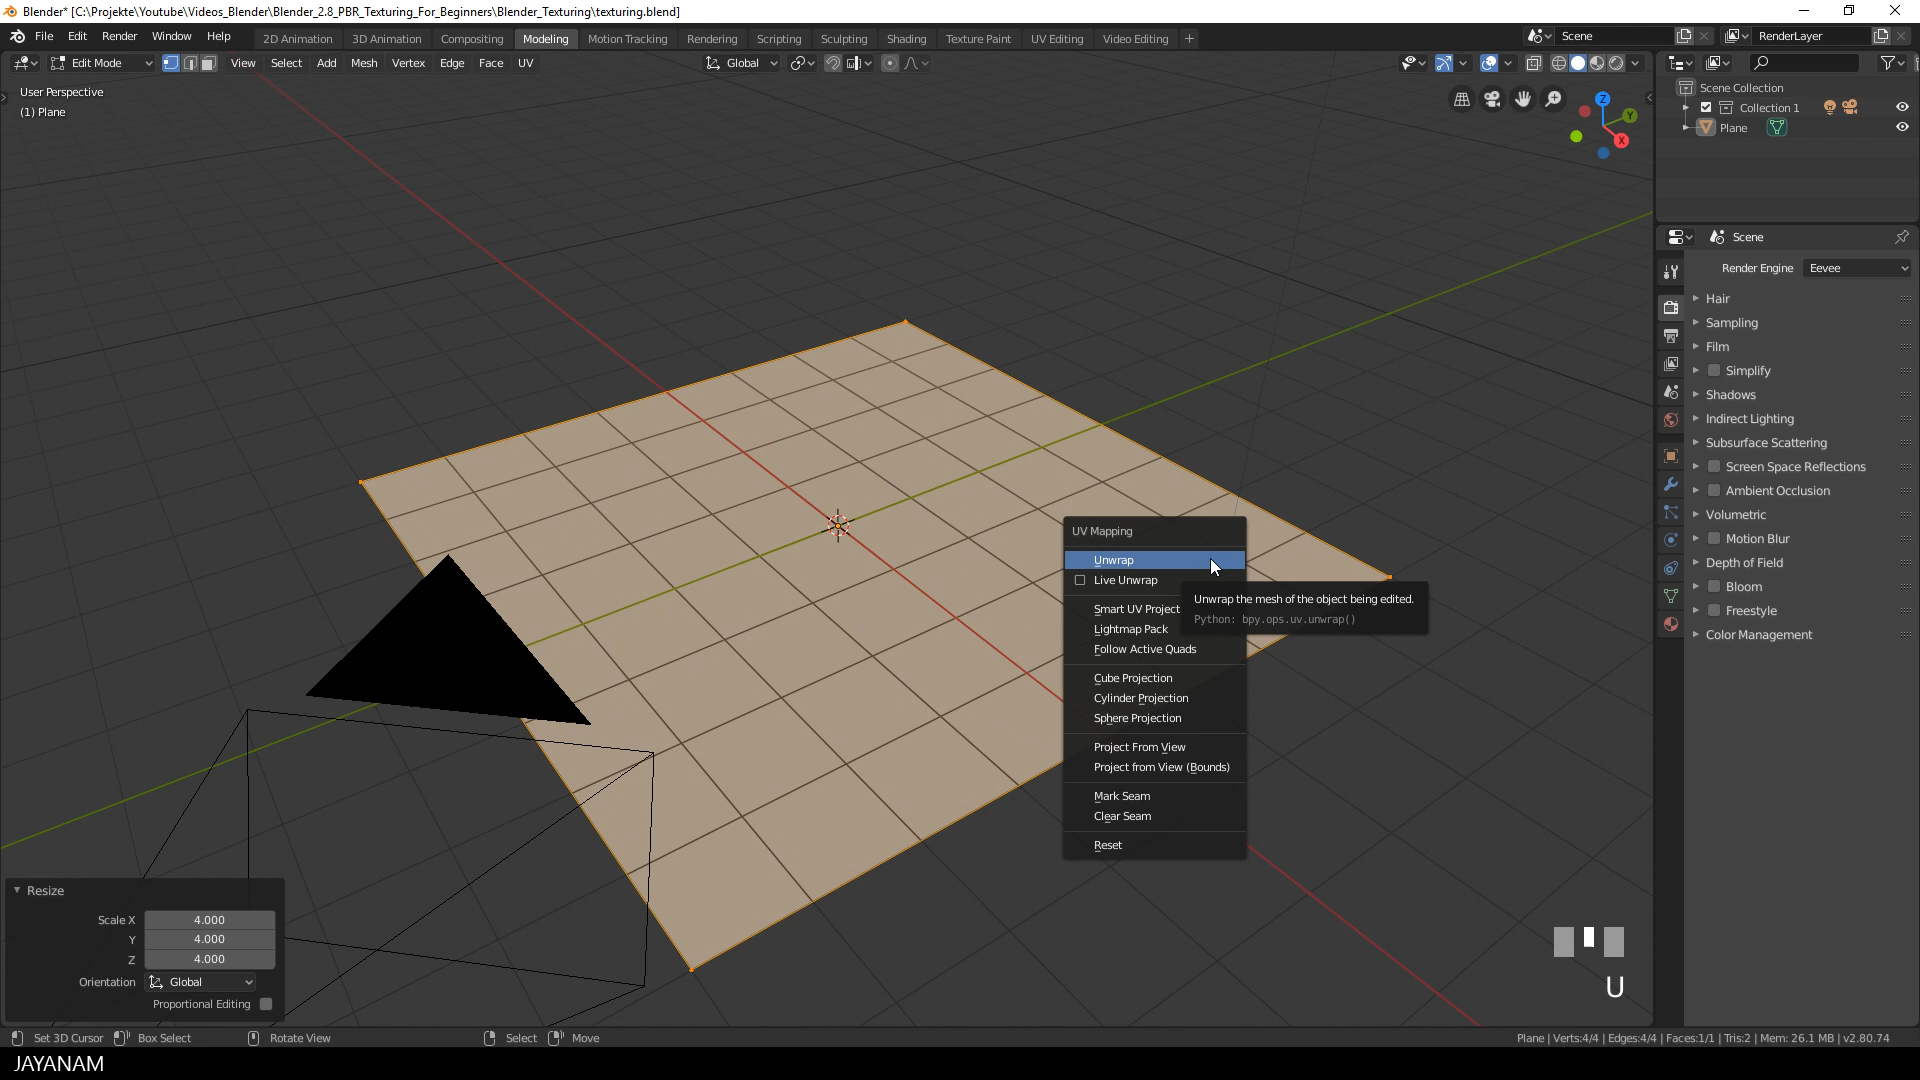 Blender* [C:\Projekte\Youtube\Videos_Blender\Blender_2.8_PBR_Texturing_For_Beginners\Blender_Texturing\texturing.blend]
File Edit Render Window Help 2D Animation 3D Animation Compositing Modeling Motion Tracking Rendering Scripting Sculpting Shading Texture Paint UV Editing Video Editing + Scene RenderLayer
Edit Mode View Select Add Mesh Vertex Edge Face UV Global
User Perspective
(1) Plane
Z
Y
X
Scene Collection
Collection 1
Plane
Scene
Render Engine Eevee
Hair
Sampling
Film
Simplify
Shadows
Indirect Lighting
Subsurface Scattering
Screen Space Reflections
Ambient Occlusion
Volumetric
Motion Blur
Depth of Field
Bloom
Freestyle
Color Management
UV Mapping
Unwrap
Live Unwrap
Unwrap the mesh of the object being edited.
Python: bpy.ops.uv.unwrap()
Smart UV Project
Lightmap Pack
Follow Active Quads
Cube Projection
Cylinder Projection
Sphere Projection
Project From View
Project from View (Bounds)
Mark Seam
Clear Seam
Reset
Resize
Scale X 4.000
Y 4.000
Z 4.000
Orientation Global
Proportional Editing
U
Set 3D Cursor Box Select Rotate View Select Move Plane | Verts:4/4 | Edges:4/4 | Faces:1/1 | Tris:2 | Mem: 26.1 MB | v2.80.74
JAYANAM